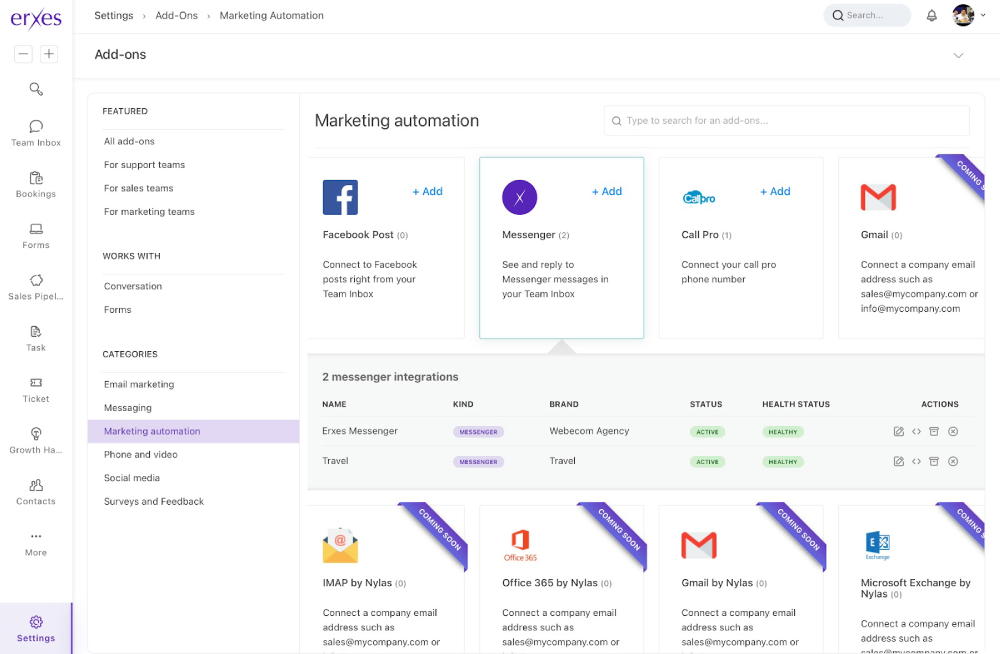 erxes
Settings › Add-Ons › Marketing Automation
Search...
Add-ons
Team Inbox
Bookings
Forms
Sales Pipel...
Task
Ticket
Growth Ha...
Contacts
More
Settings
FEATURED
All add-ons
For support teams
For sales teams
For marketing teams
WORKS WITH
Conversation
Forms
CATEGORIES
Email marketing
Messaging
Marketing automation
Phone and video
Social media
Surveys and Feedback
Marketing automation
Type to search for an add-ons...
+ Add
Facebook Post (0)
Connect to Facebook
posts right from your
Team Inbox
+ Add
Messenger (2)
See and reply to
Messenger messages in
your Team Inbox
Callpro
+ Add
Call Pro (1)
Connect your call pro
phone number
COMING S
Gmail (0)
Connect a company email
address such as
sales@mycompany.com or
info@mycompany.com
2 messenger integrations
NAME KIND BRAND STATUS HEALTH STATUS ACTIONS
Erxes Messenger MESSENGER Webecom Agency ACTIVE HEALTHY
Travel MESSENGER Travel ACTIVE HEALTHY
COMING SOON
IMAP by Nylas (0)
Connect a company email
address such as
sales@mycompany.com or
COMING SOON
Office 365
Office 365 by Nylas (0)
Connect a company email
address such as
sales@mycompany.com or
COMING SOON
Gmail by Nylas (0)
Connect a company email
address such as
sales@mycompany.com or
COMING S
Exchange
Microsoft Exchange by
Nylas (0)
Connect a company email
address such as
sales@mycompany.com or